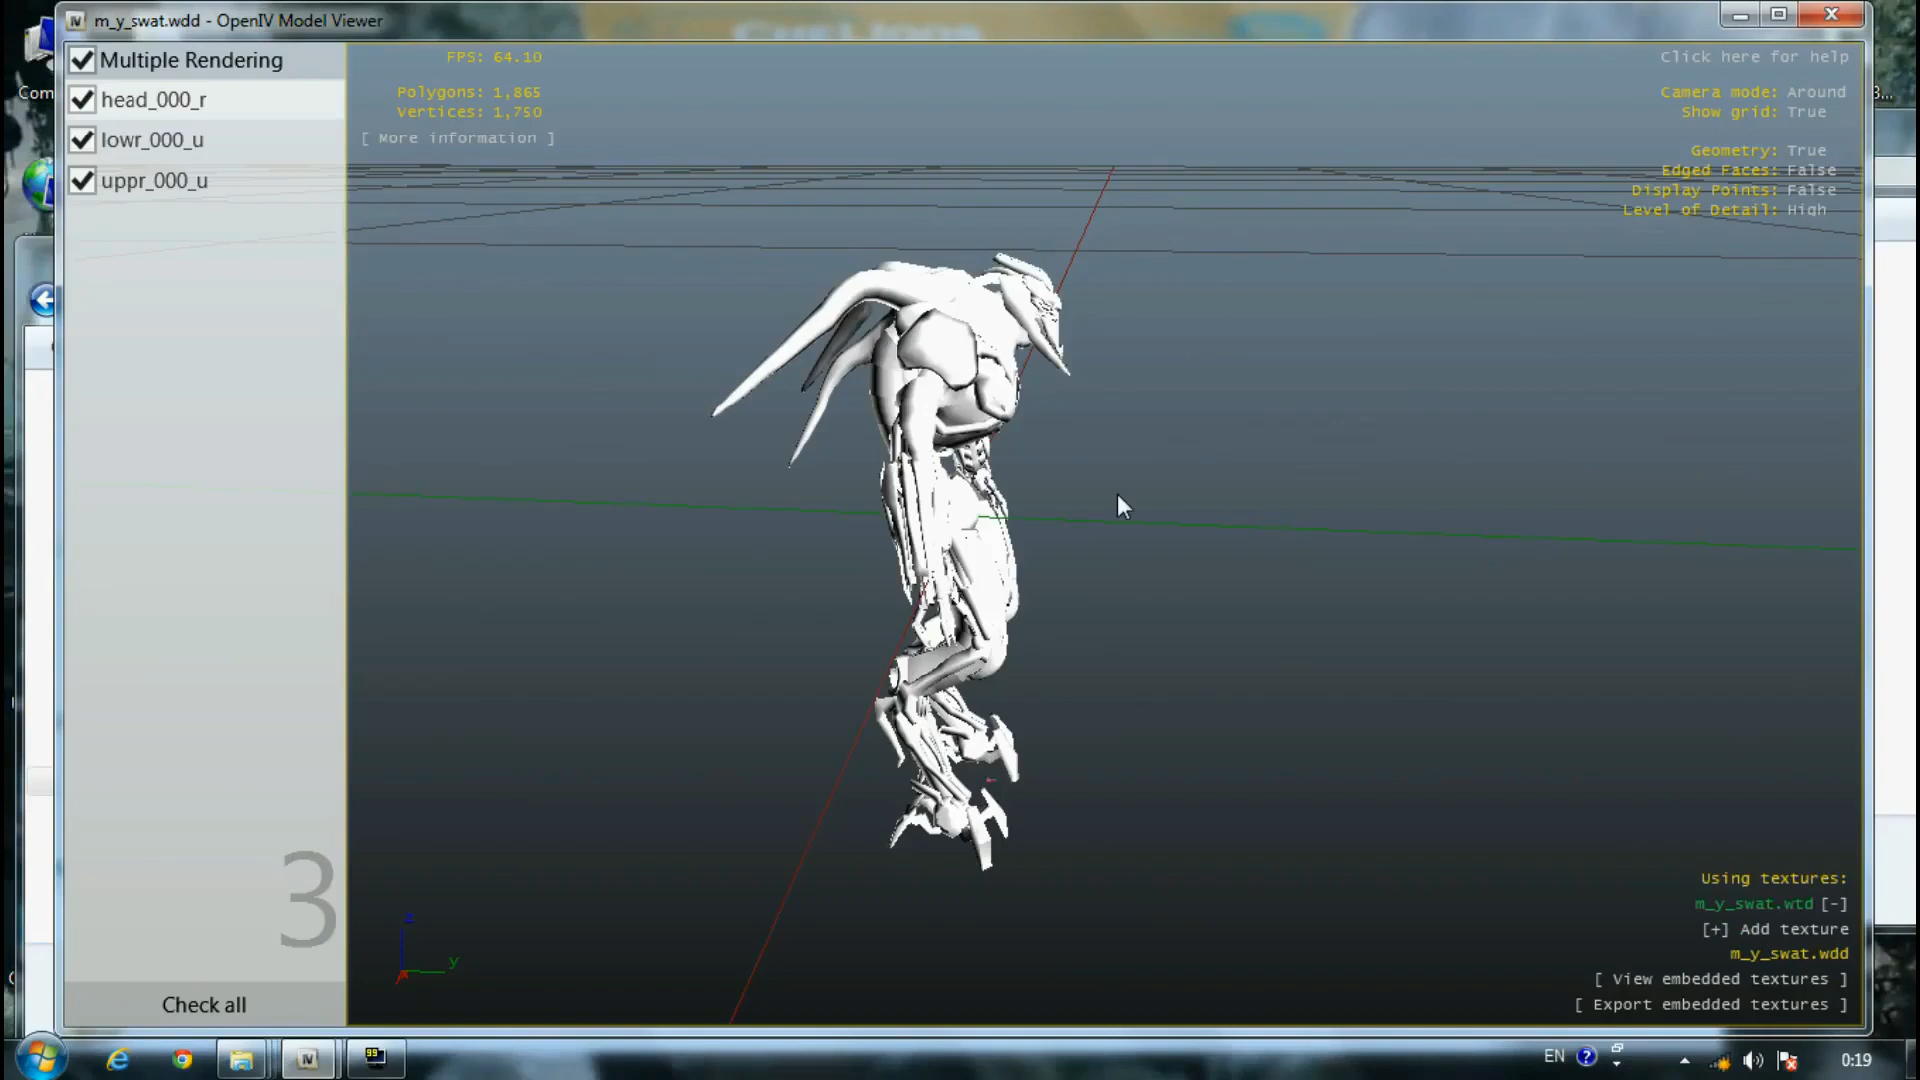 m_y_swat.wdd - OpenIV Model Viewer
Multiple Rendering
head_000_r
lowr_000_u
uppr_000_u
3
Check all
FPS: 64.10
Polygons: 1,865
Vertices: 1,750
[ More information ]
Click here for help
Camera mode: Around
Show grid: True
Geometry: True
Edged Faces: False
Display Points: False
Level of Detail: High
z
y
Using textures:
m_y_swat.wtd [-]
[+] Add texture
m_y_swat.wdd
[ View embedded textures ]
[ Export embedded textures ]
Com
99
EN
0:19